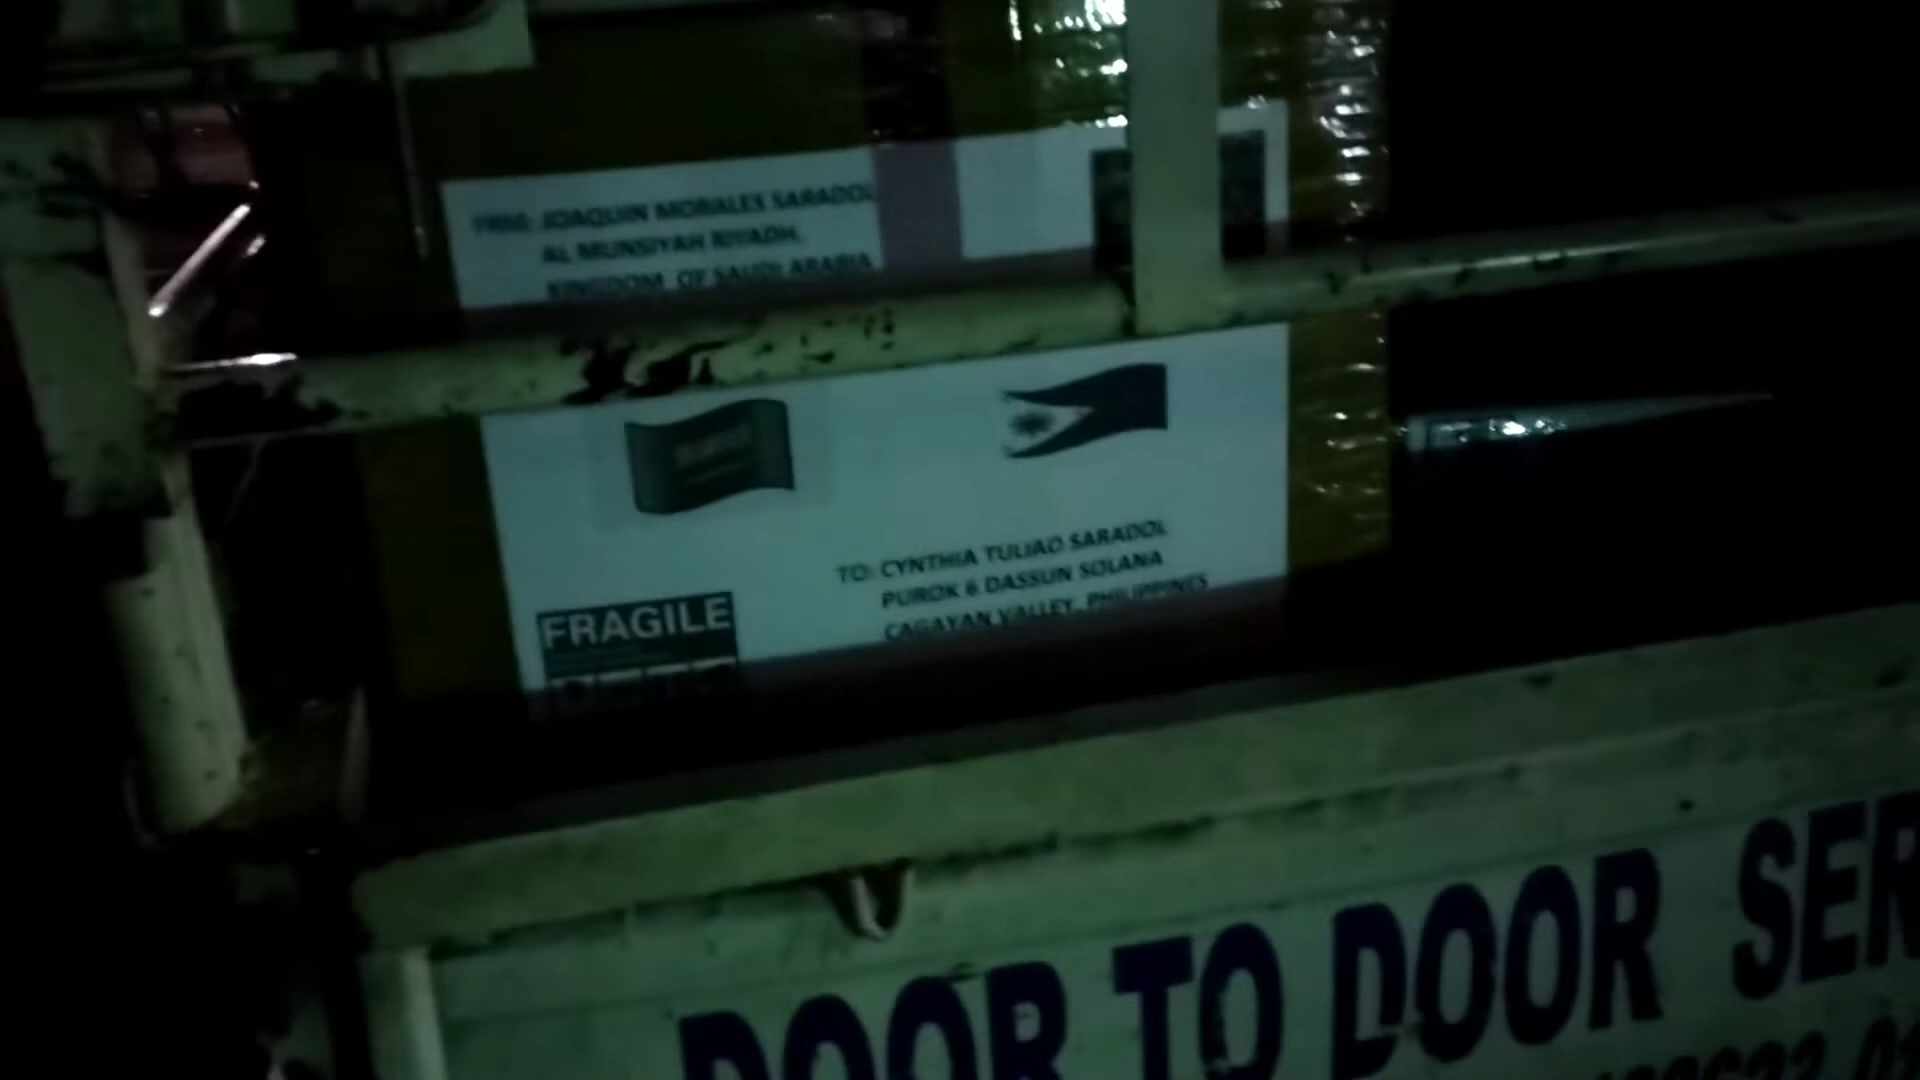 FROM: JOAQUIN MORALES SARADOL
AL MUNSIYAH RIYADH,
KINGDOM OF SAUDI ARABIA
TO: CYNTHIA TULIAO SARADOL
PUROK 6 DASSUN SOLANA
CAGAYAN VALLEY, PHILIPPINES
FRAGILE
DOOR TO DOOR SER